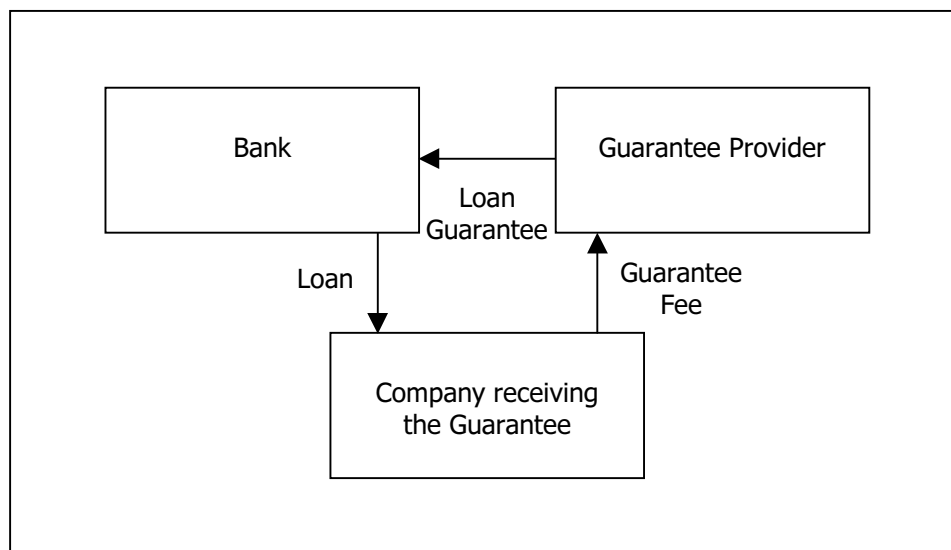 Bank
Guarantee Provider
Loan
Guarantee
Loan
Guarantee
Fee
Company receiving
the Guarantee